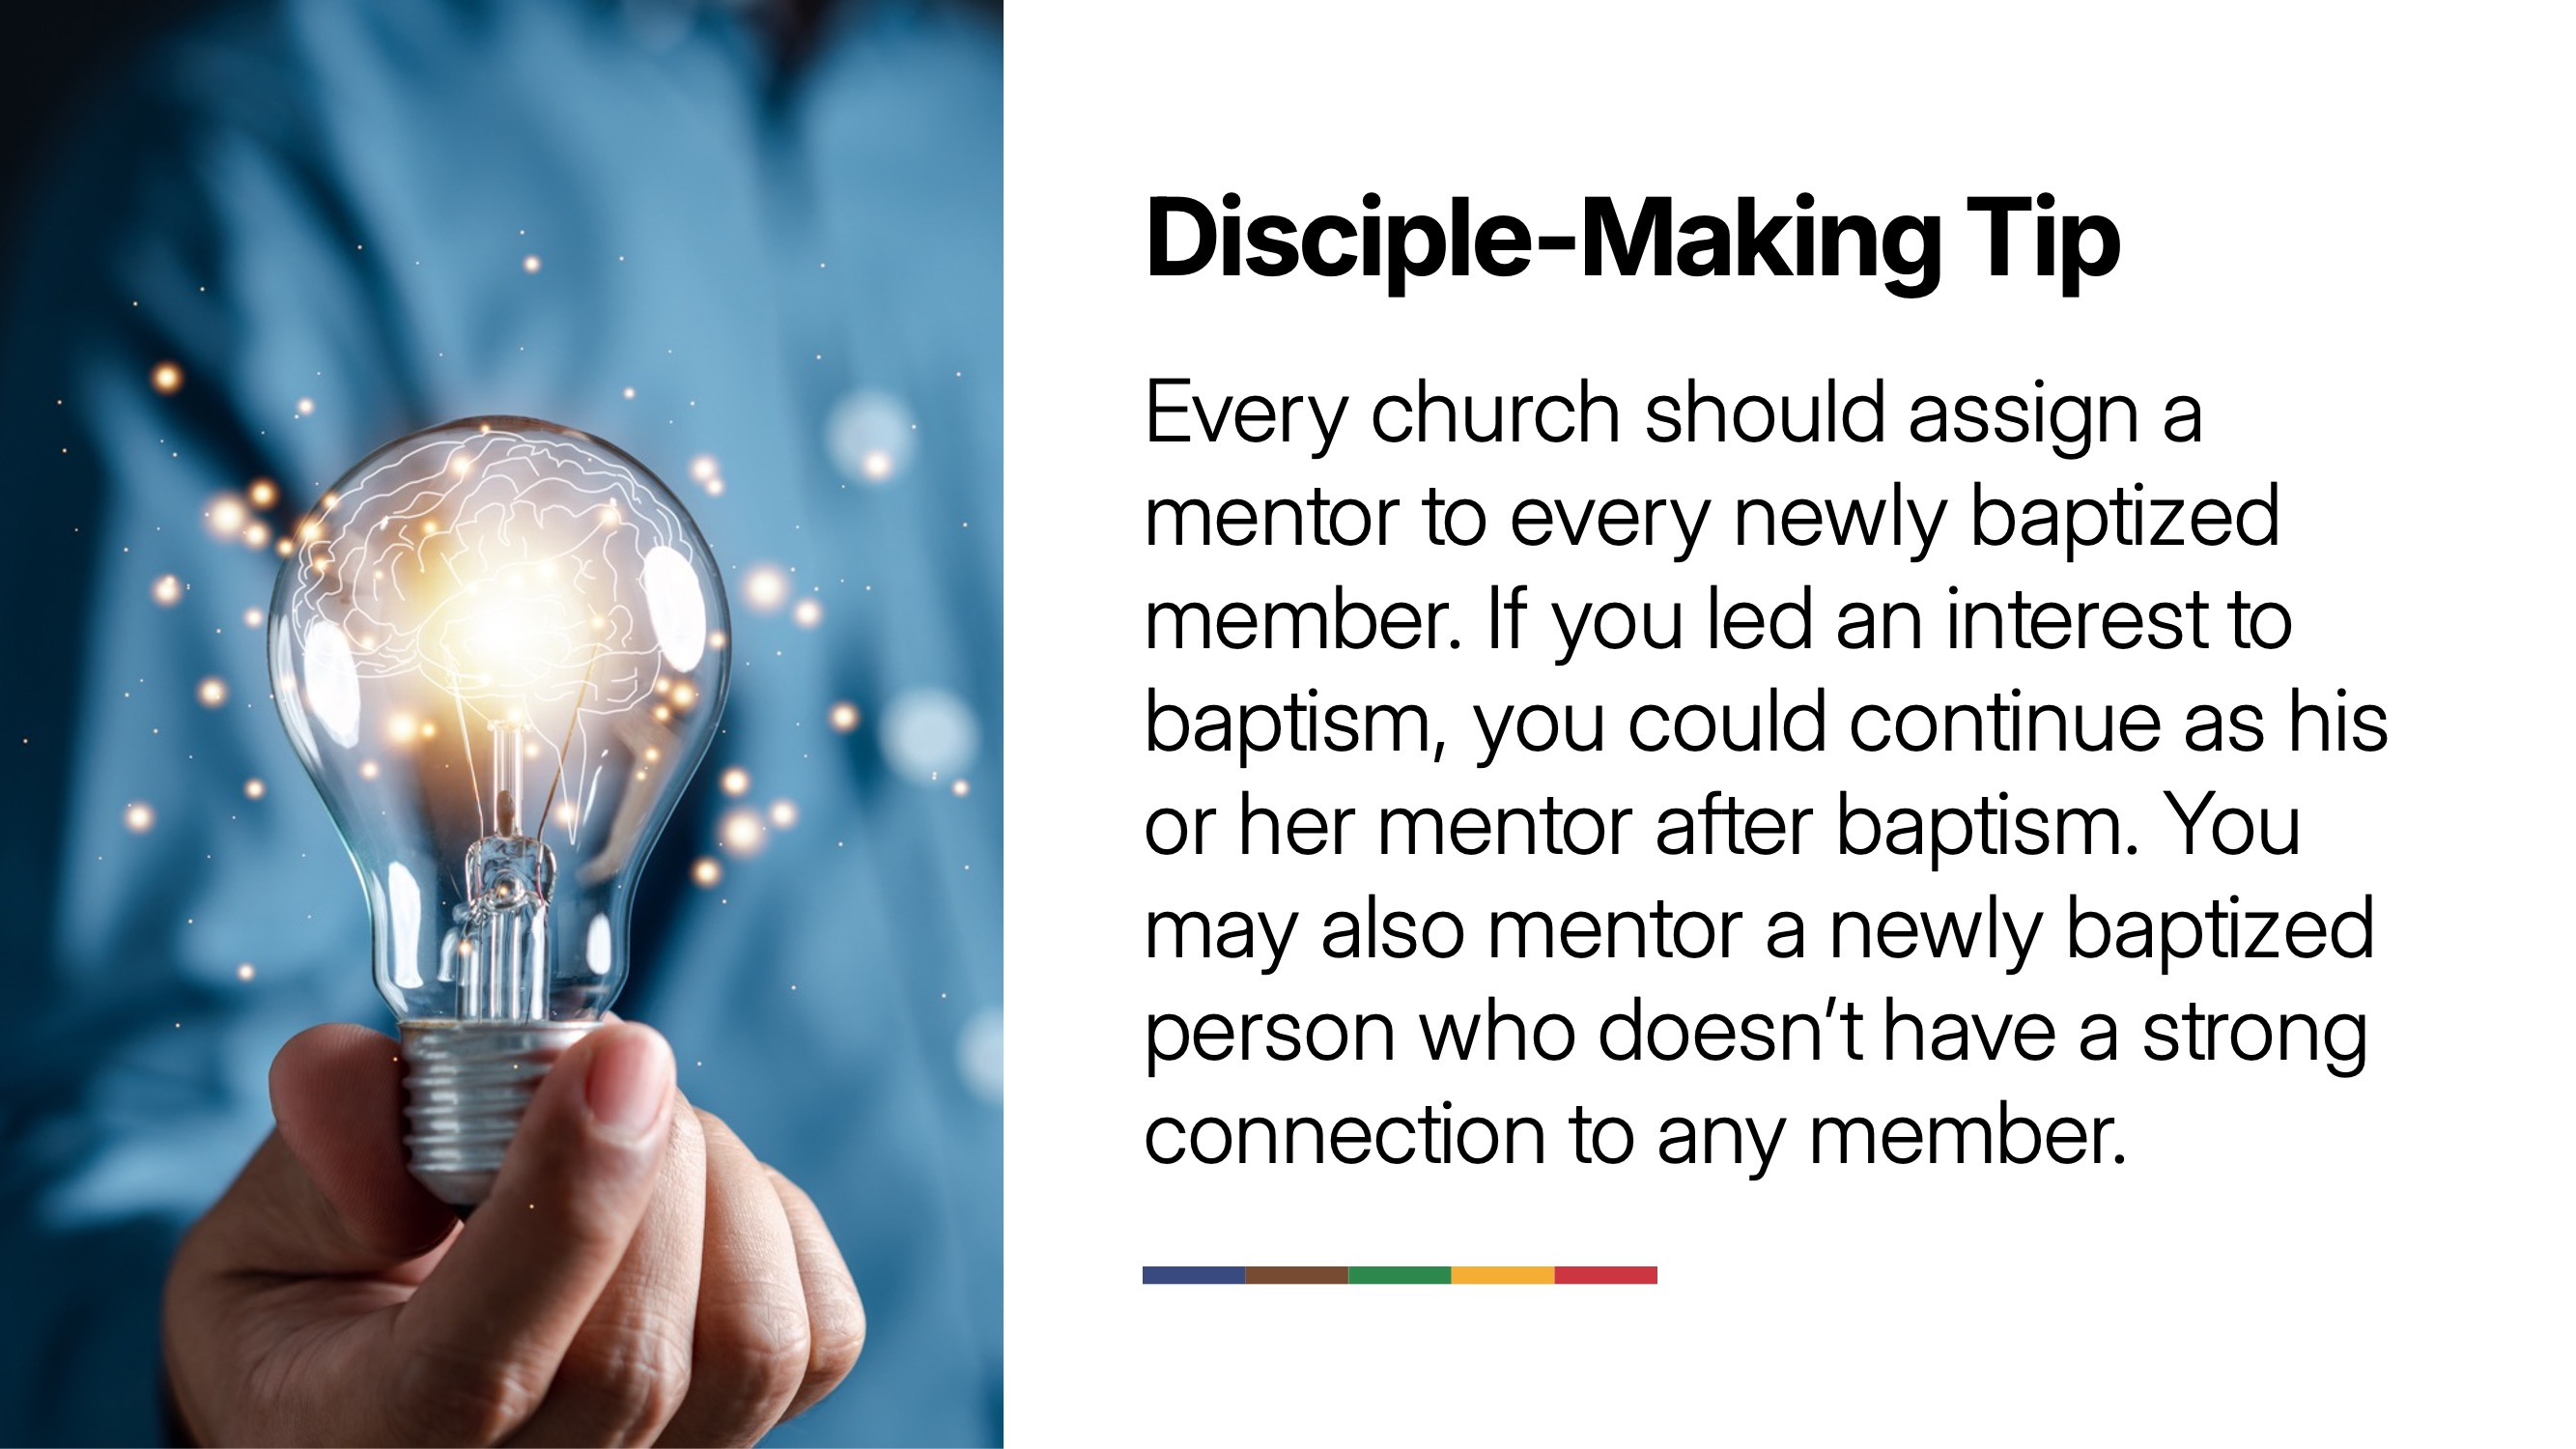 Disciple-Making Tip
Every church should assign a
mentor to every newly baptized
member. If you led an interest to
baptism, you could continue as his
or her mentor after baptism. You
may also mentor a newly baptized
person who doesn’t have a strong
connection to any member.